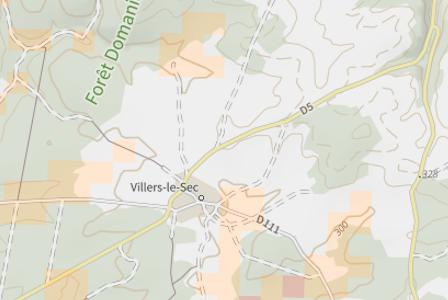 Forêt Domani
D5
328
Villers-le-Sec
D111
300